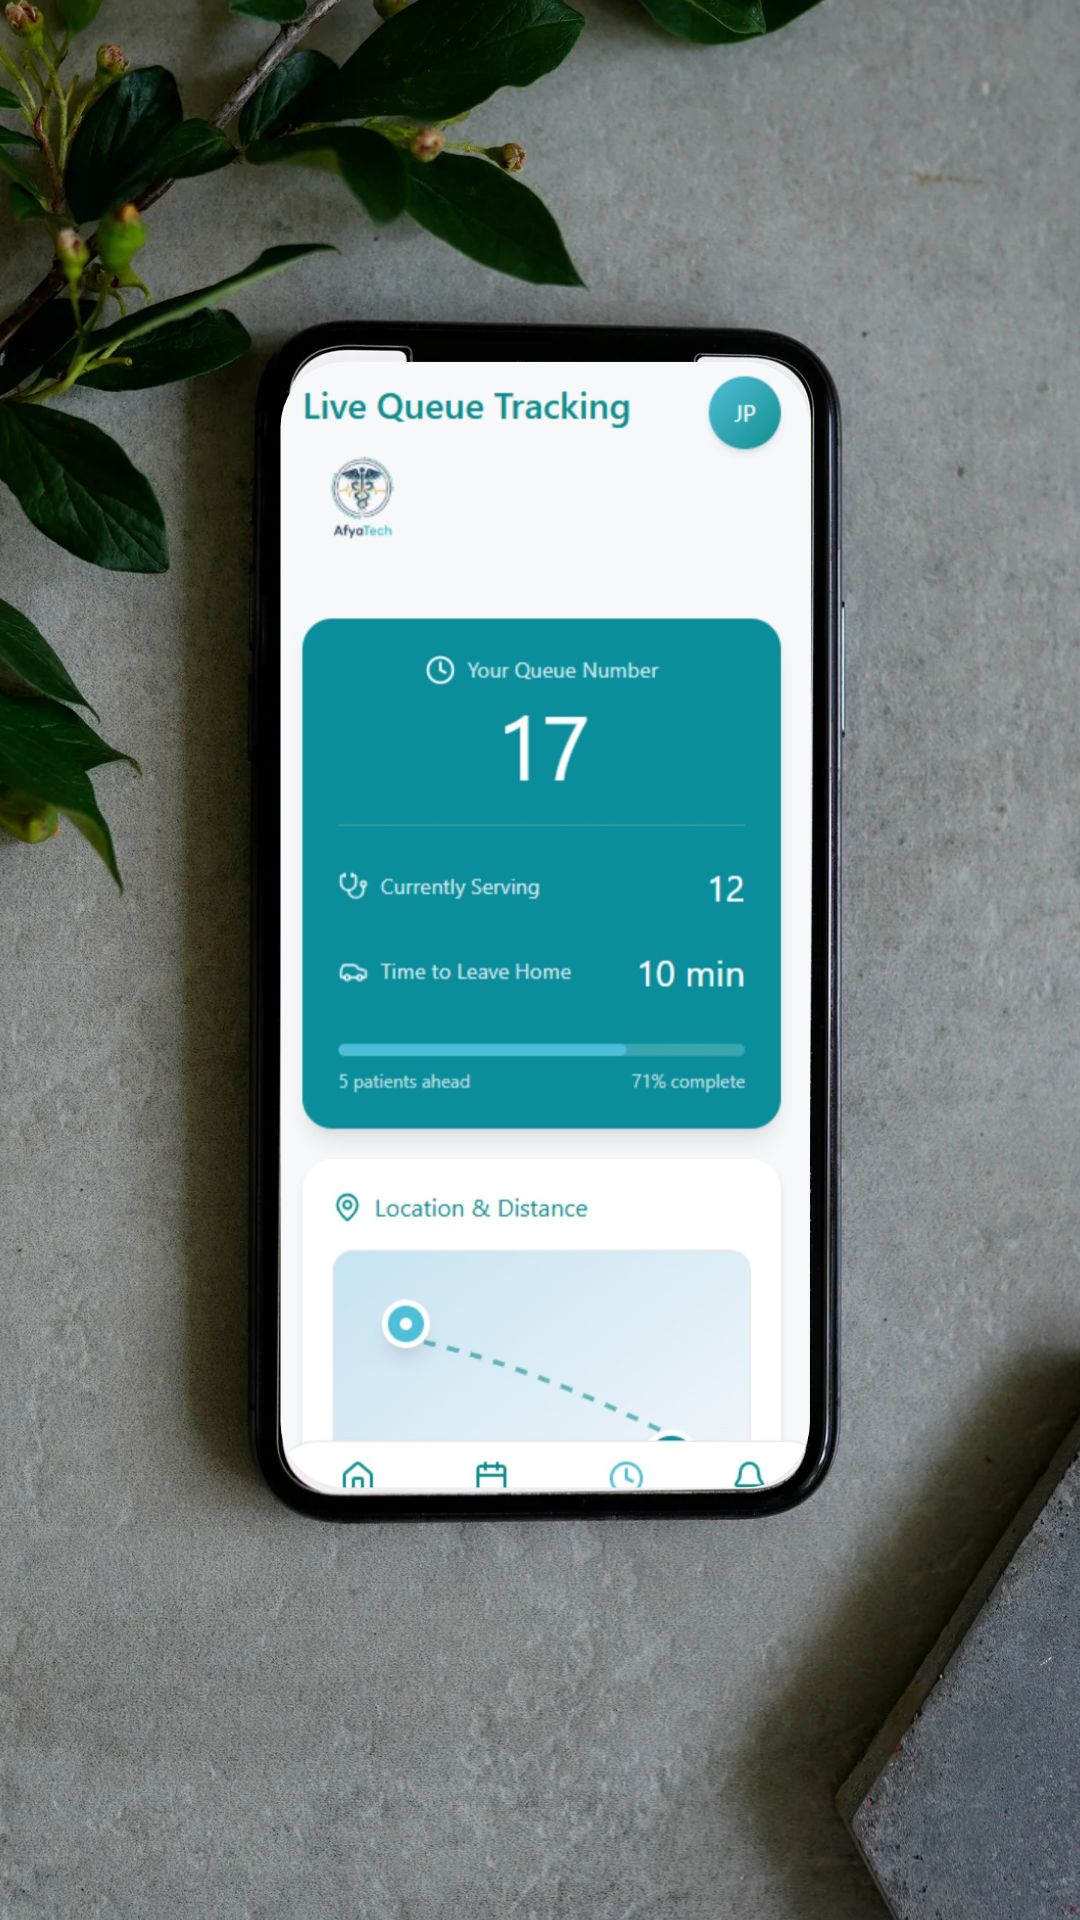 Live Queue Tracking
JP
AfyaTech
Your Queue Number
17
Currently Serving
12
Time to Leave Home
10 min
5 patients ahead
71% complete
Location & Distance